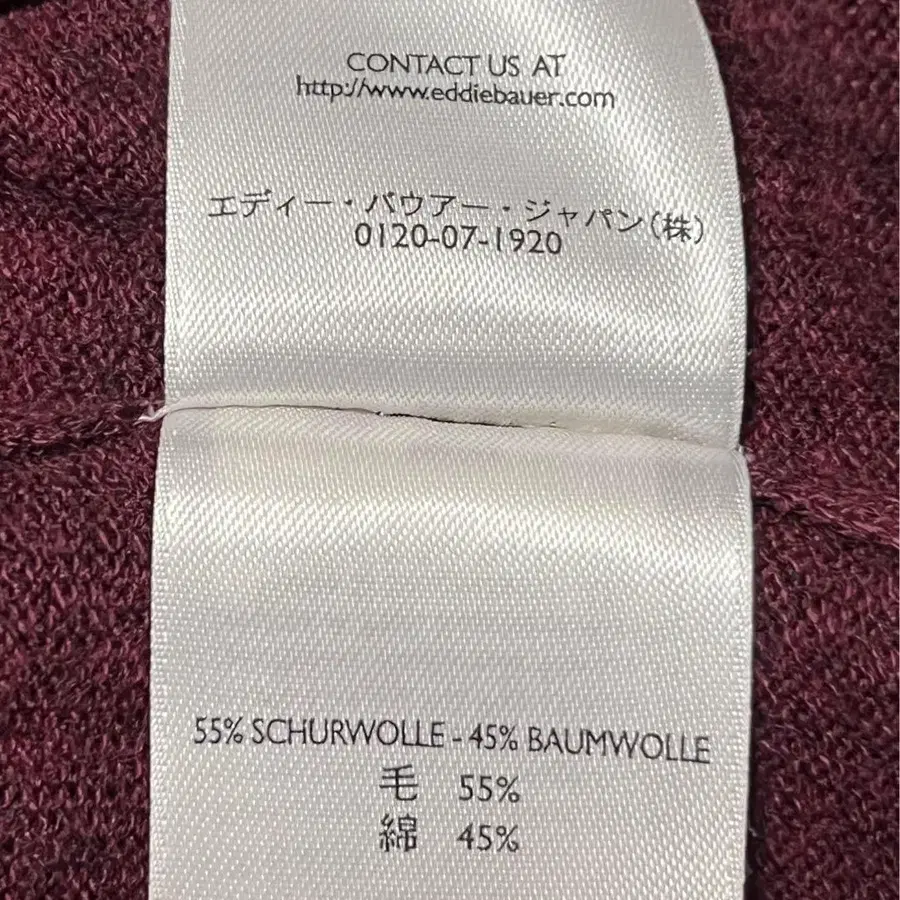 CONTACT US AT
http://www.eddiebauer.com
エディー・バウアー・ジャパン(株)
0120-07-1920
55% SCHURWOLLE - 45% BAUMWOLLE
毛 55%
綿 45%